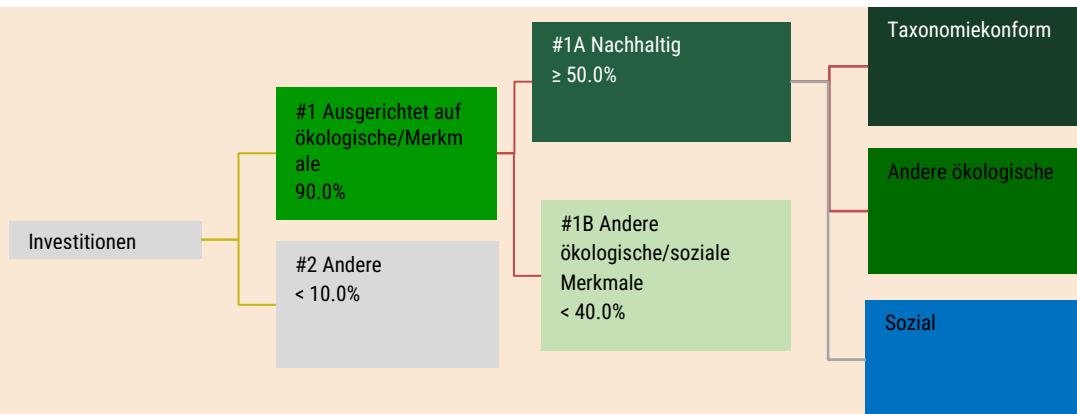 Investitionen
#1 Ausgerichtet auf
ökologische/Merkm
ale
90.0%
#2 Andere
< 10.0%
#1A Nachhaltig
≥ 50.0%
#1B Andere
ökologische/soziale
Merkmale
< 40.0%
Taxonomiekonform
Andere ökologische
Sozial